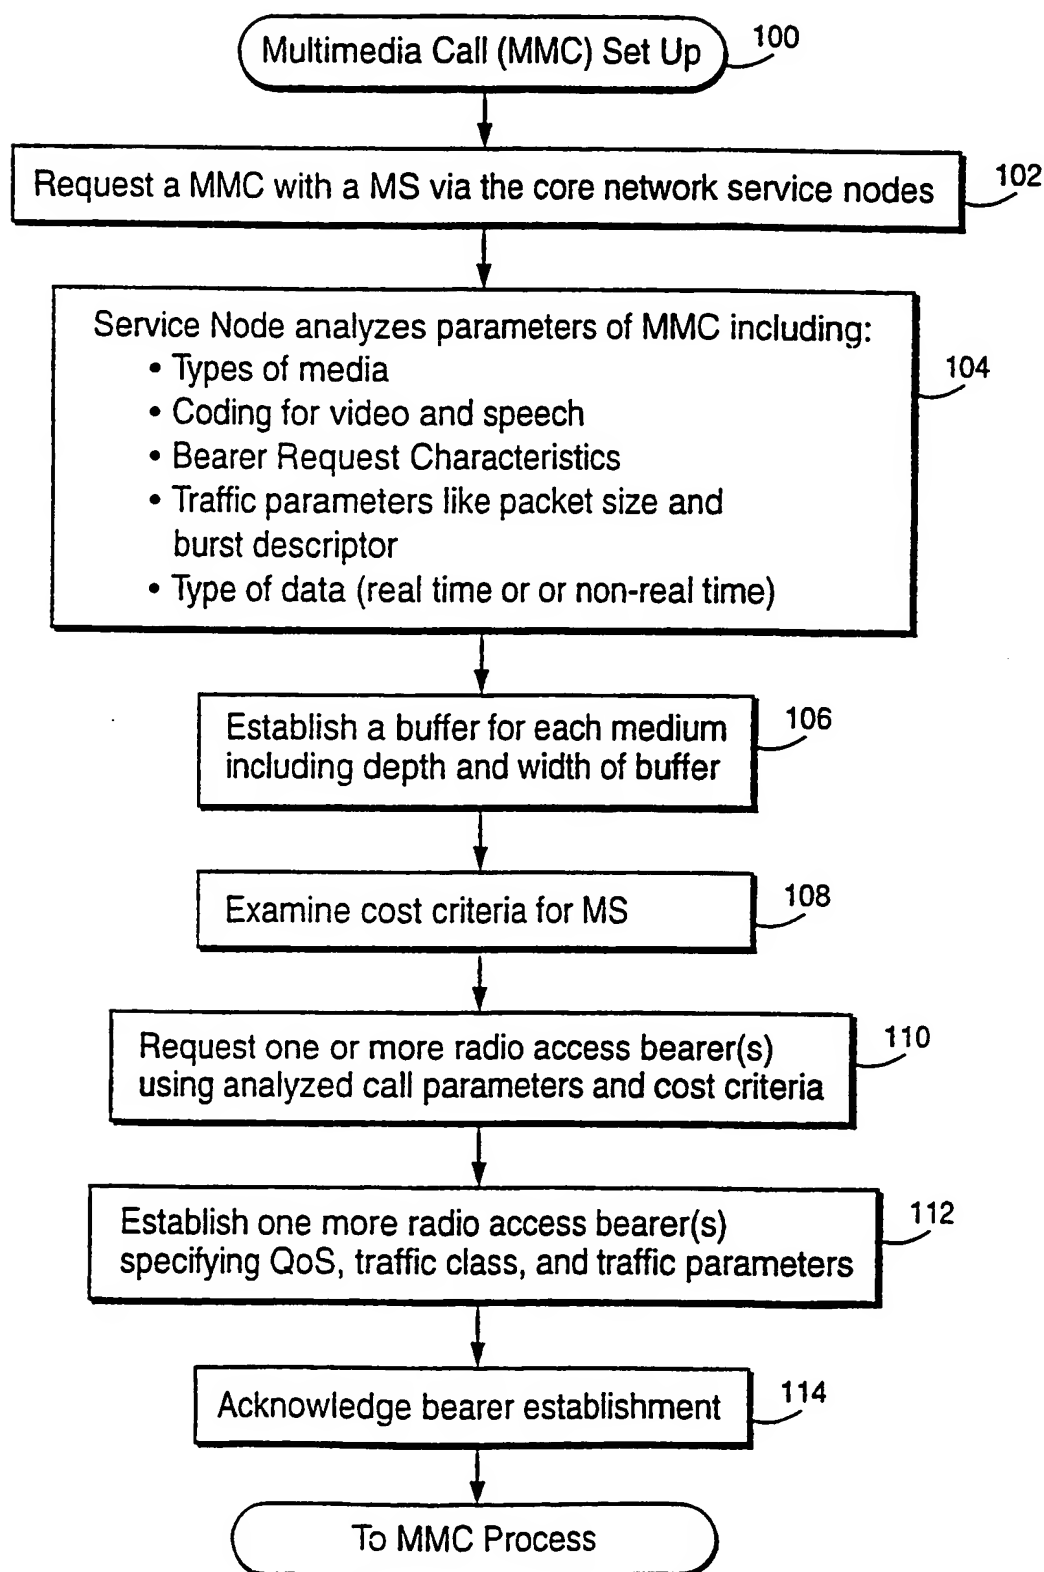 Multimedia Call (MMC) Set Up
100
Request a MMC with a MS via the core network service nodes
102
Service Node analyzes parameters of MMC including:
• Types of media
• Coding for video and speech
• Bearer Request Characteristics
• Traffic parameters like packet size and
burst descriptor
• Type of data (real time or or non-real time)
104
Establish a buffer for each medium
including depth and width of buffer
106
Examine cost criteria for MS
108
Request one or more radio access bearer(s)
using analyzed call parameters and cost criteria
110
Establish one more radio access bearer(s)
specifying QoS, traffic class, and traffic parameters
112
Acknowledge bearer establishment
114
To MMC Process